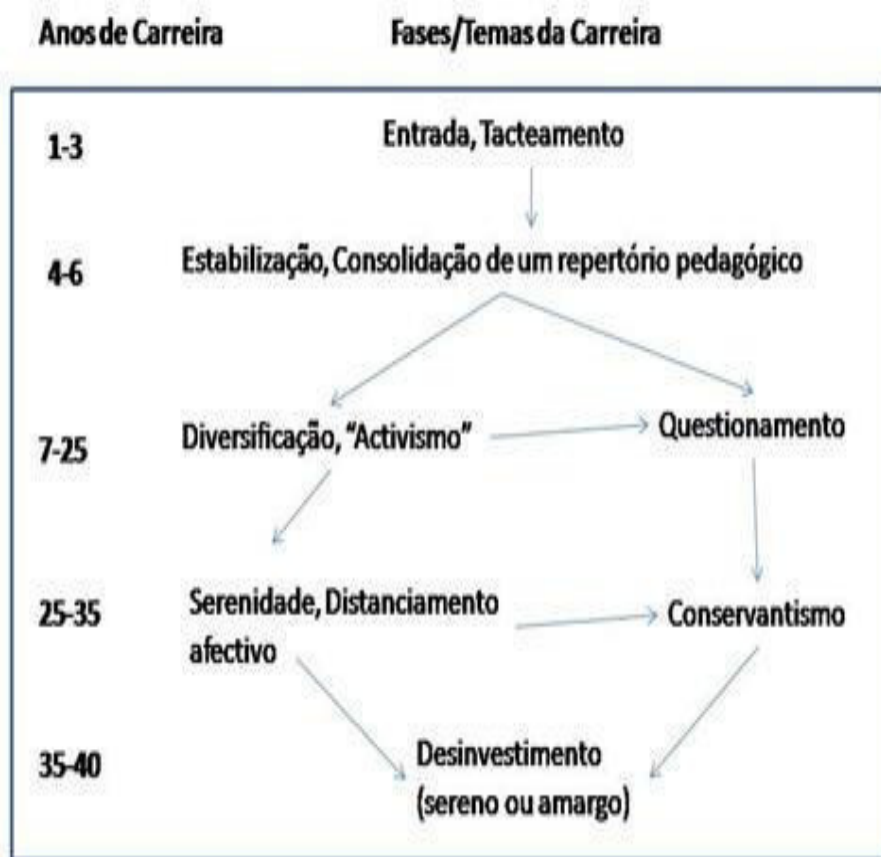 Anos de Carreira Fases/Temas da Carreira
1-3 Entrada, Tacteamento
4-6 Estabilização, Consolidação de um repertório pedagógico
7-25 Diversificação, “Activismo” Questionamento
25-35 Serenidade, Distanciamento Conservantismo
afectivo
35-40 Desinvestimento
(sereno ou amargo)